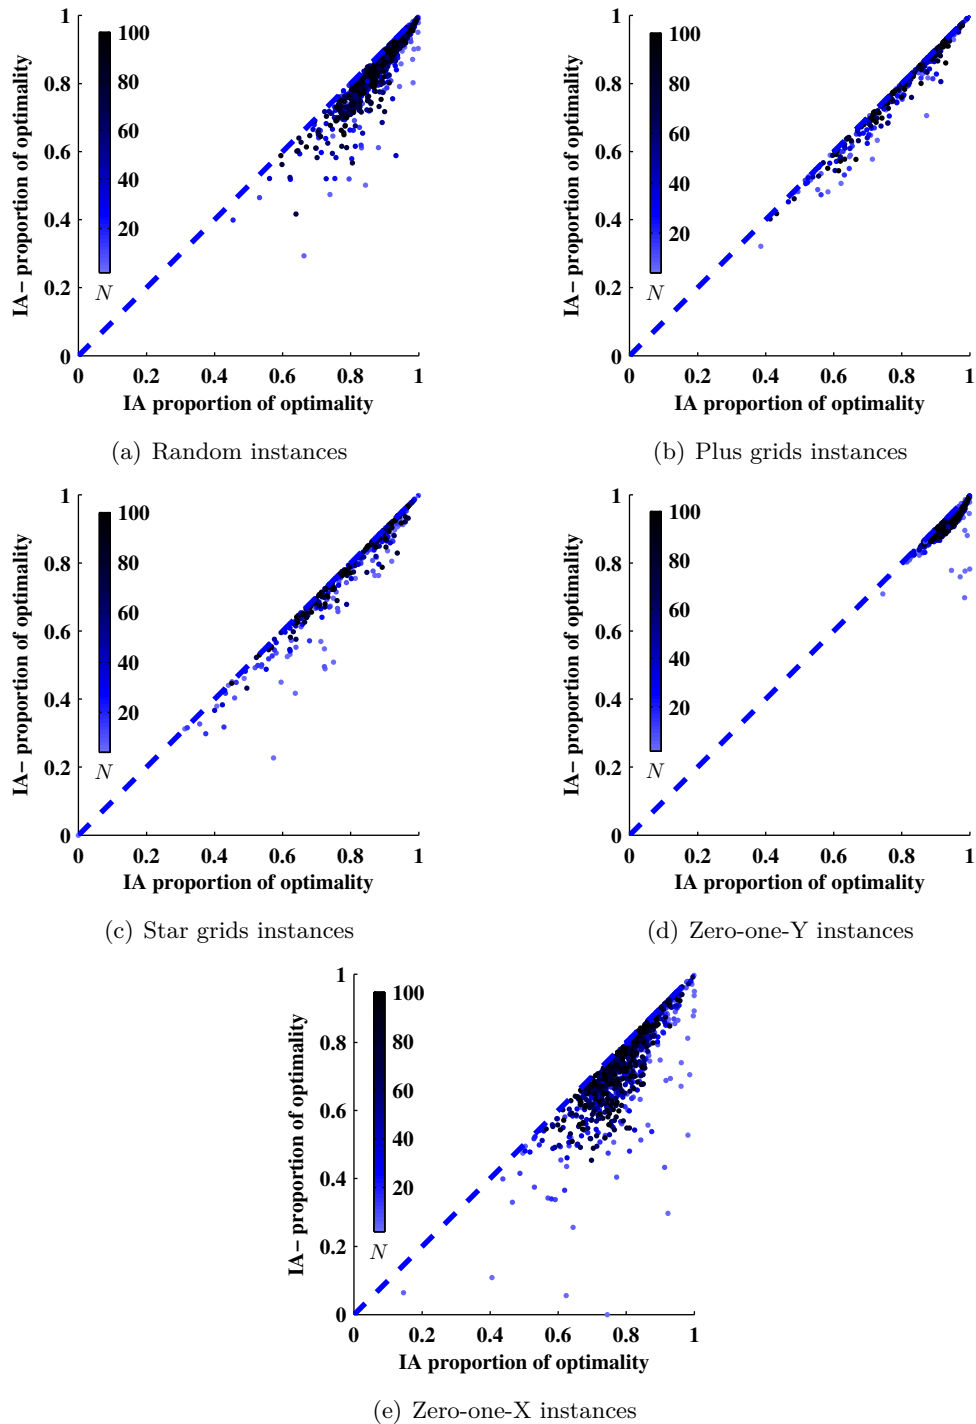 1
0.8
0.6
0.4
0.2
0
IA− proportion of optimality
100
80
60
40
20
N
0 0.2 0.4 0.6 0.8 1
IA proportion of optimality
(a) Random instances
1
0.8
0.6
0.4
0.2
0
IA− proportion of optimality
100
80
60
40
20
N
0 0.2 0.4 0.6 0.8 1
IA proportion of optimality
(b) Plus grids instances
1
0.8
0.6
0.4
0.2
0
IA− proportion of optimality
100
80
60
40
20
N
0 0.2 0.4 0.6 0.8 1
IA proportion of optimality
(c) Star grids instances
1
0.8
0.6
0.4
0.2
0
IA− proportion of optimality
100
80
60
40
20
N
0 0.2 0.4 0.6 0.8 1
IA proportion of optimality
(d) Zero-one-Y instances
1
0.8
0.6
0.4
0.2
0
IA− proportion of optimality
100
80
60
40
20
N
0 0.2 0.4 0.6 0.8 1
IA proportion of optimality
(e) Zero-one-X instances